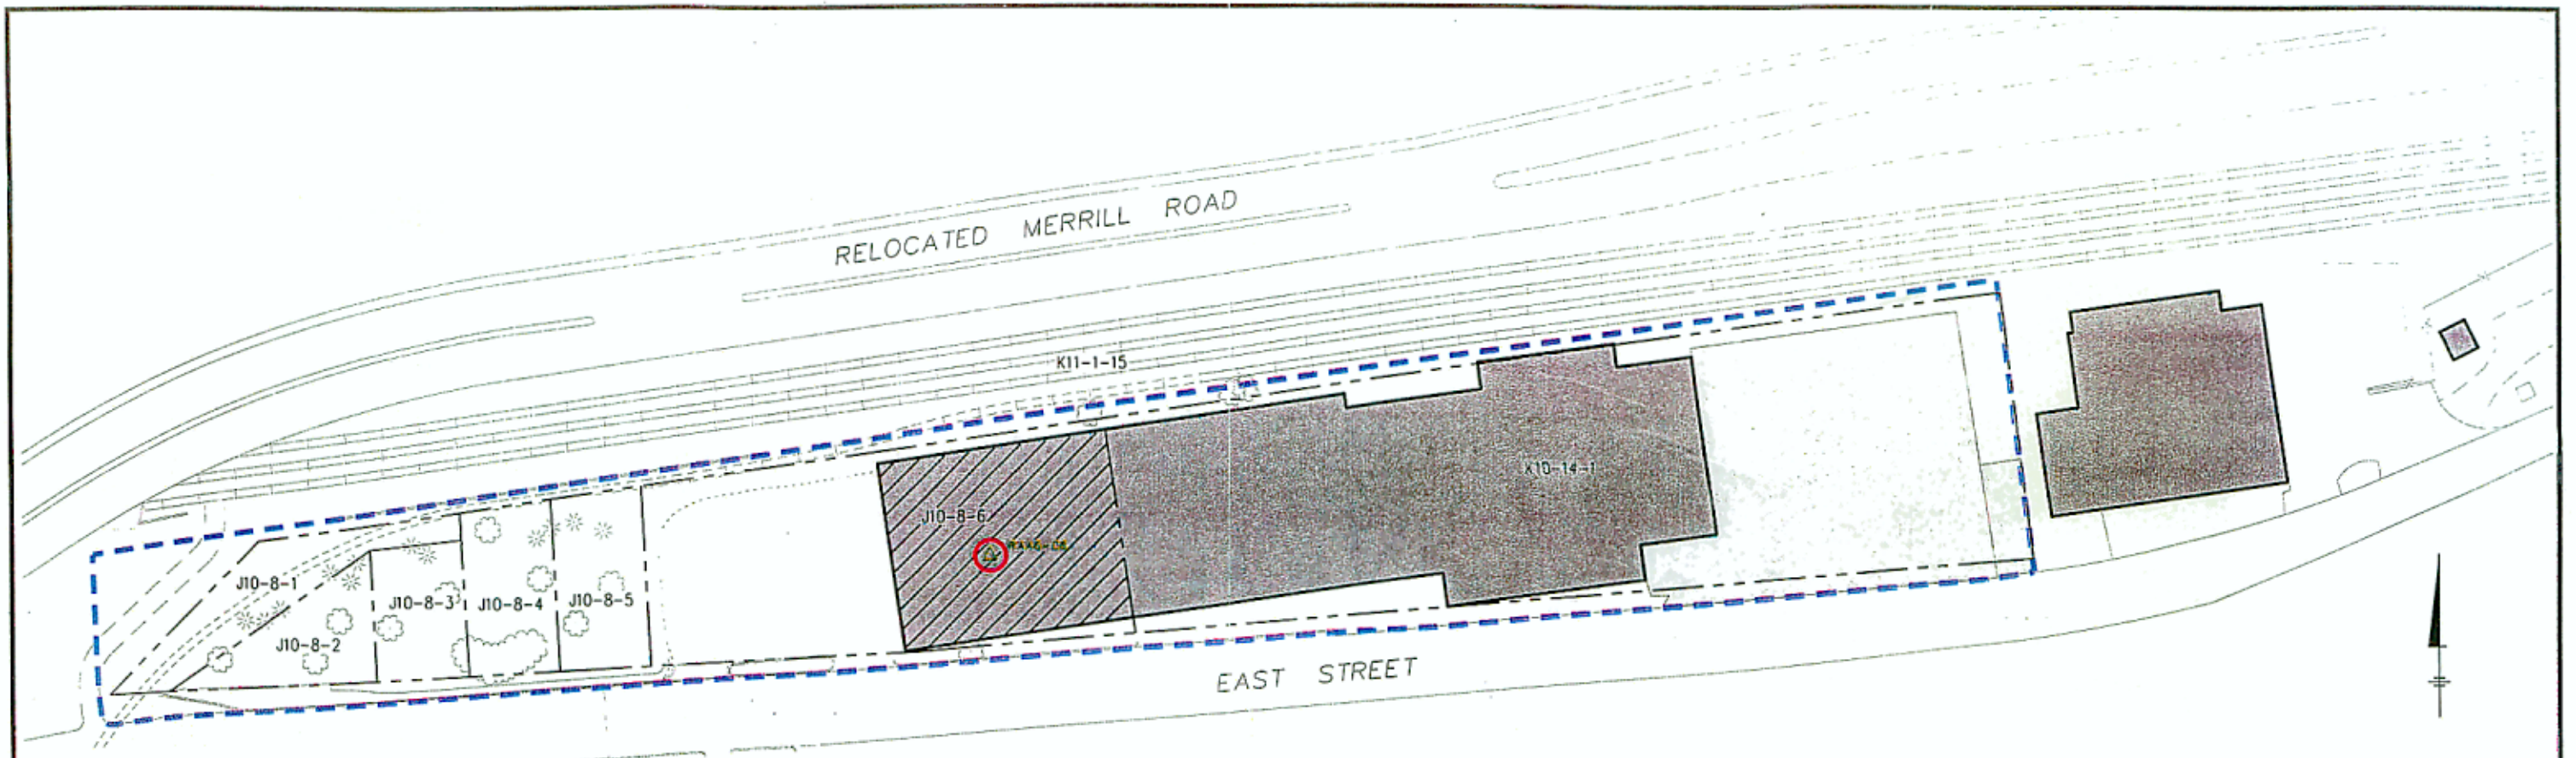 RELOCATED MERRILL ROAD
K11-1-15
K10-14-1
J10-8-6
J10-8-1
J10-8-3
J10-8-4
J10-8-5
J10-8-2
EAST STREET